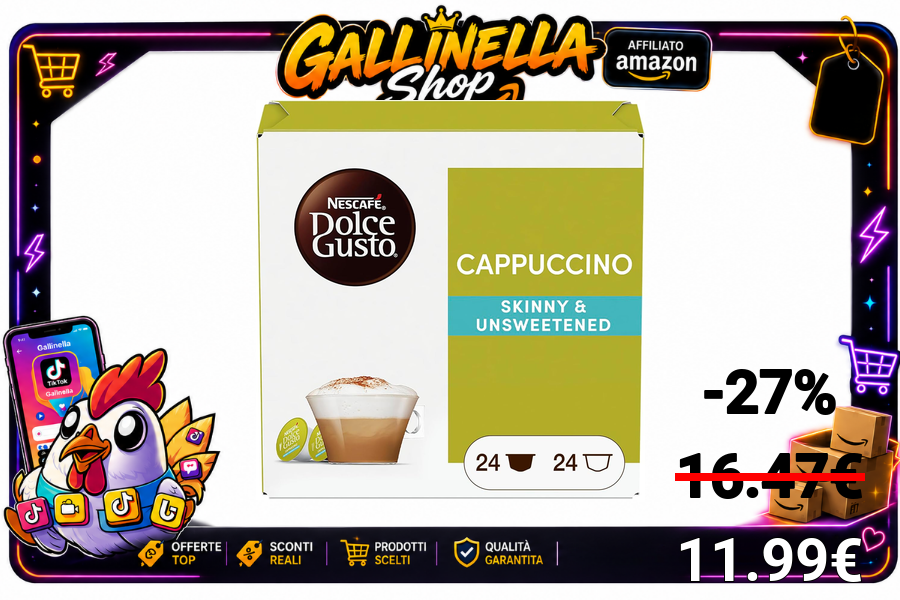 GALLINELLA
Shop
AFFILIATO
amazon
NESCAFÉ®
Dolce
Gusto®
CAPPUCCINO
SKINNY &
UNSWEETENED
24 24
Gallinella
TikTok
Gallinella
-27%
16.47€
11.99€
OFFERTE
TOP
SCONTI
REALI
PRODOTTI
SCELTI
QUALITÀ
GARANTITA